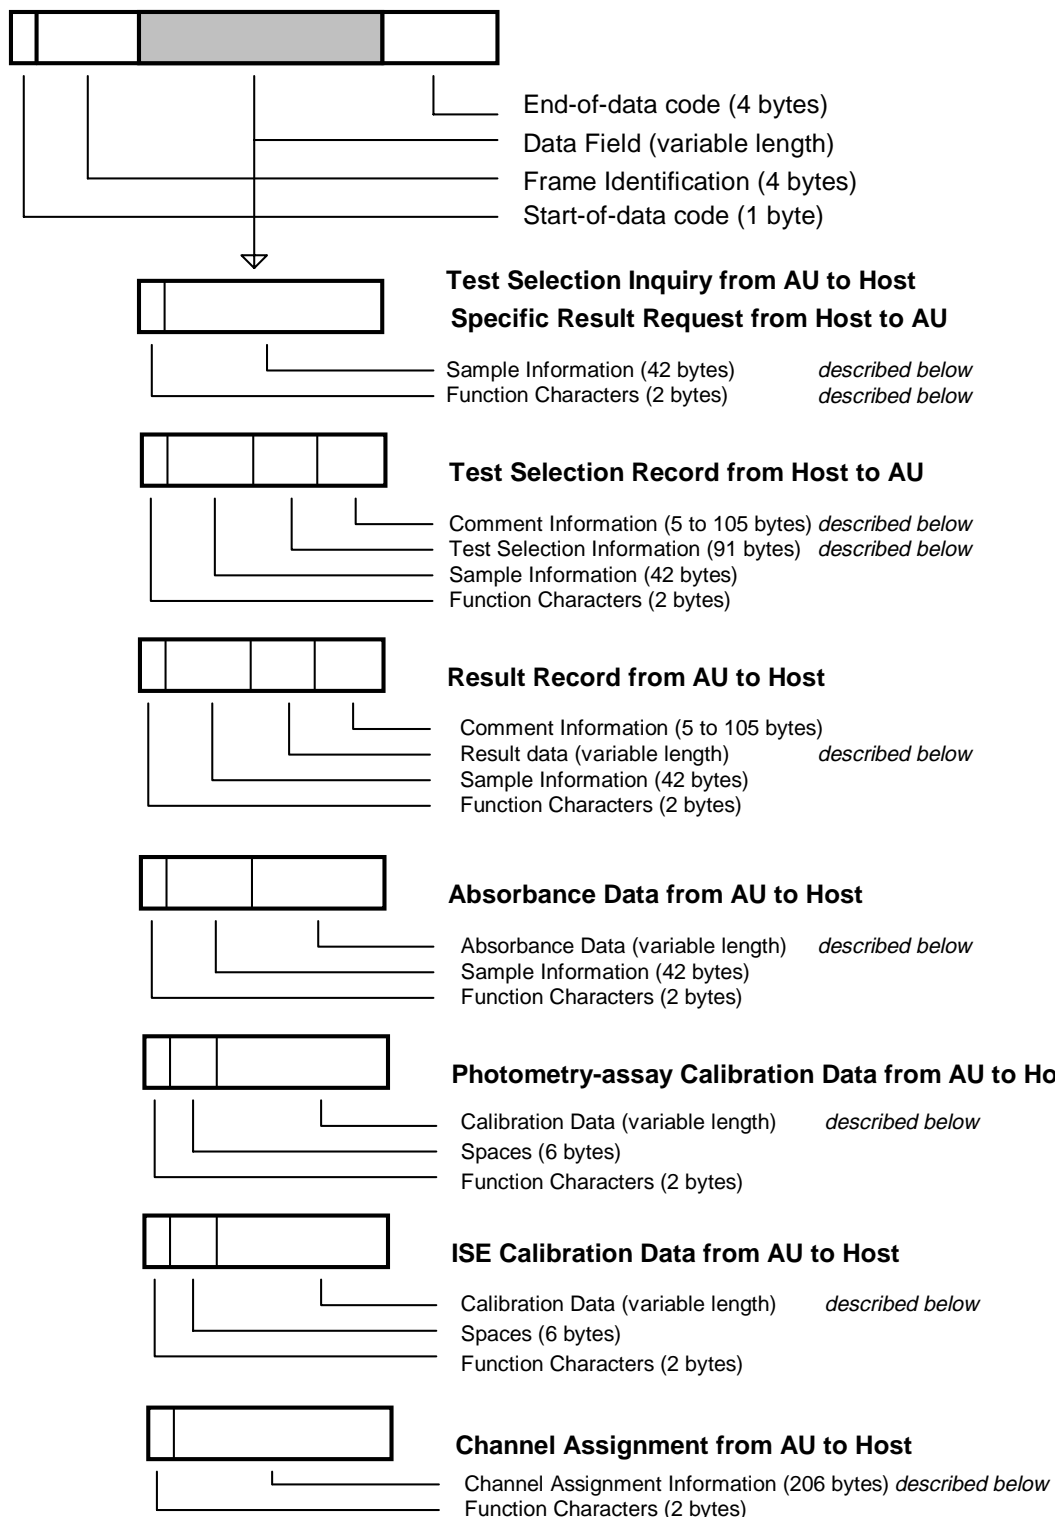 End-of-data code (4 bytes)
Data Field (variable length)
Frame Identification (4 bytes)
Start-of-data code (1 byte)
Test Selection Inquiry from AU to Host
Specific Result Request from Host to AU
Sample Information (42 bytes) described below
Function Characters (2 bytes) described below
Test Selection Record from Host to AU
Comment Information (5 to 105 bytes) described below
Test Selection Information (91 bytes) described below
Sample Information (42 bytes)
Function Characters (2 bytes)
Result Record from AU to Host
Comment Information (5 to 105 bytes)
Result data (variable length) described below
Sample Information (42 bytes)
Function Characters (2 bytes)
Absorbance Data from AU to Host
Absorbance Data (variable length) described below
Sample Information (42 bytes)
Function Characters (2 bytes)
Photometry-assay Calibration Data from AU to Ho
Calibration Data (variable length) described below
Spaces (6 bytes)
Function Characters (2 bytes)
ISE Calibration Data from AU to Host
Calibration Data (variable length) described below
Spaces (6 bytes)
Function Characters (2 bytes)
Channel Assignment from AU to Host
Channel Assignment Information (206 bytes) described below
Function Characters (2 bytes)